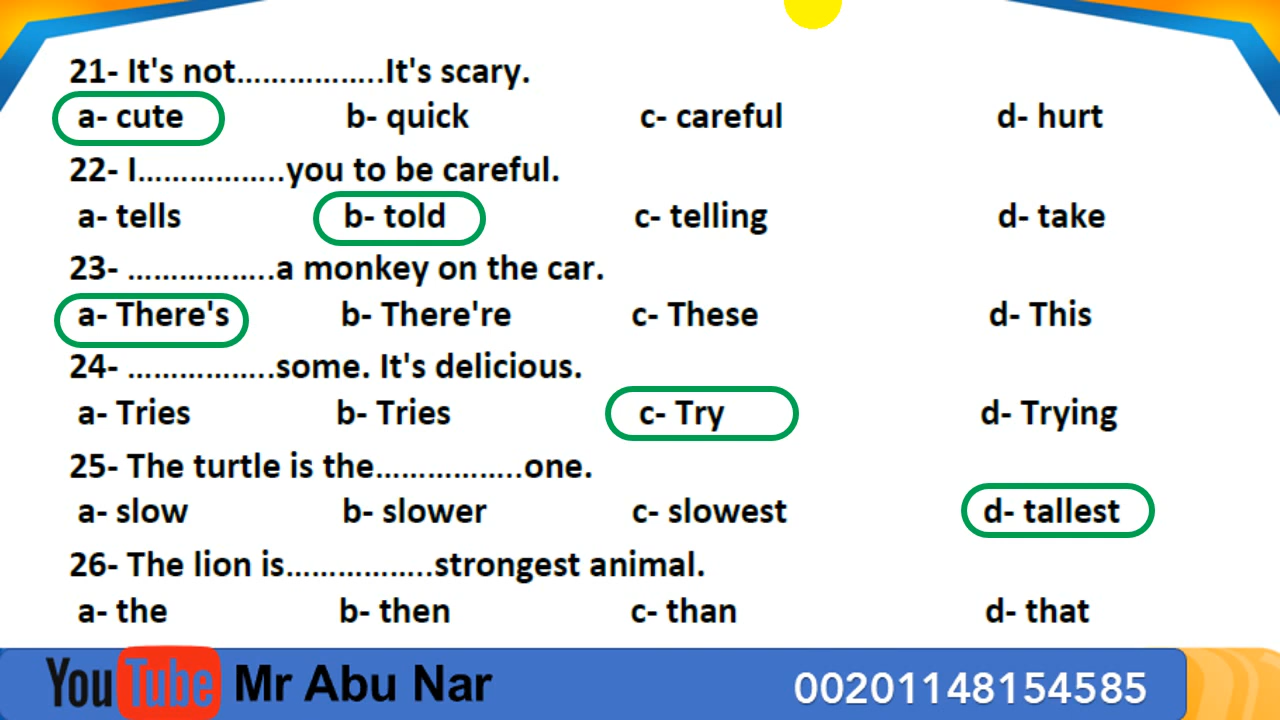 21- It's not……………..It's scary.
a- cute b- quick c- careful d- hurt
22- I……………..you to be careful.
a- tells b- told c- telling d- take
23- ……………..a monkey on the car.
a- There's b- There're c- These d- This
24- ……………..some. It's delicious.
a- Tries b- Tries c- Try d- Trying
25- The turtle is the……………..one.
a- slow b- slower c- slowest d- tallest
26- The lion is……………..strongest animal.
a- the b- then c- than d- that
YouTube Mr Abu Nar 00201148154585